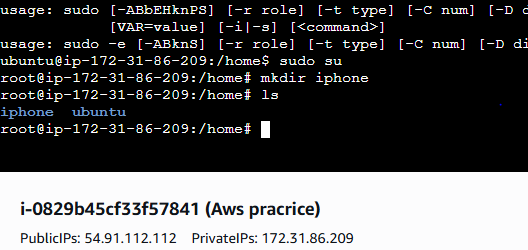 usage: sudo [-ABbEHknPS] [-r role] [-t type] [-C num] [-D d
[VAR=value] [-i|-s] [<command>]
usage: sudo -e [-ABknS] [-r role] [-t type] [-C num] [-D di
ubuntu@ip-172-31-86-209:/home$ sudo su
root@ip-172-31-86-209:/home# mkdir iphone
root@ip-172-31-86-209:/home# ls
iphone ubuntu
root@ip-172-31-86-209:/home#
i-0829b45cf33f57841 (Aws pracrice)
PublicIPs: 54.91.112.112 PrivateIPs: 172.31.86.209